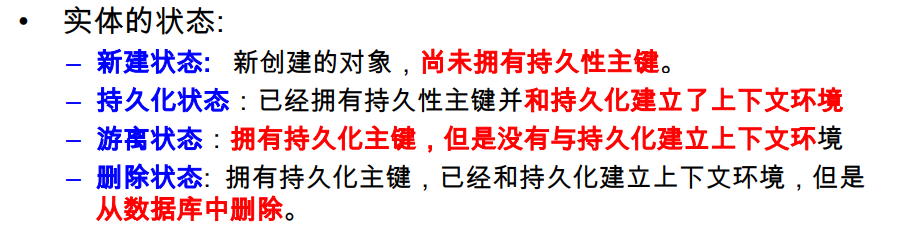 • 实体的状态:
– 新建状态: 新创建的对象，尚未拥有持久性主键。
– 持久化状态：已经拥有持久性主键并和持久化建立了上下文环境
– 游离状态：拥有持久化主键，但是没有与持久化建立上下文环境
– 删除状态: 拥有持久化主键，已经和持久化建立上下文环境，但是
从数据库中删除。